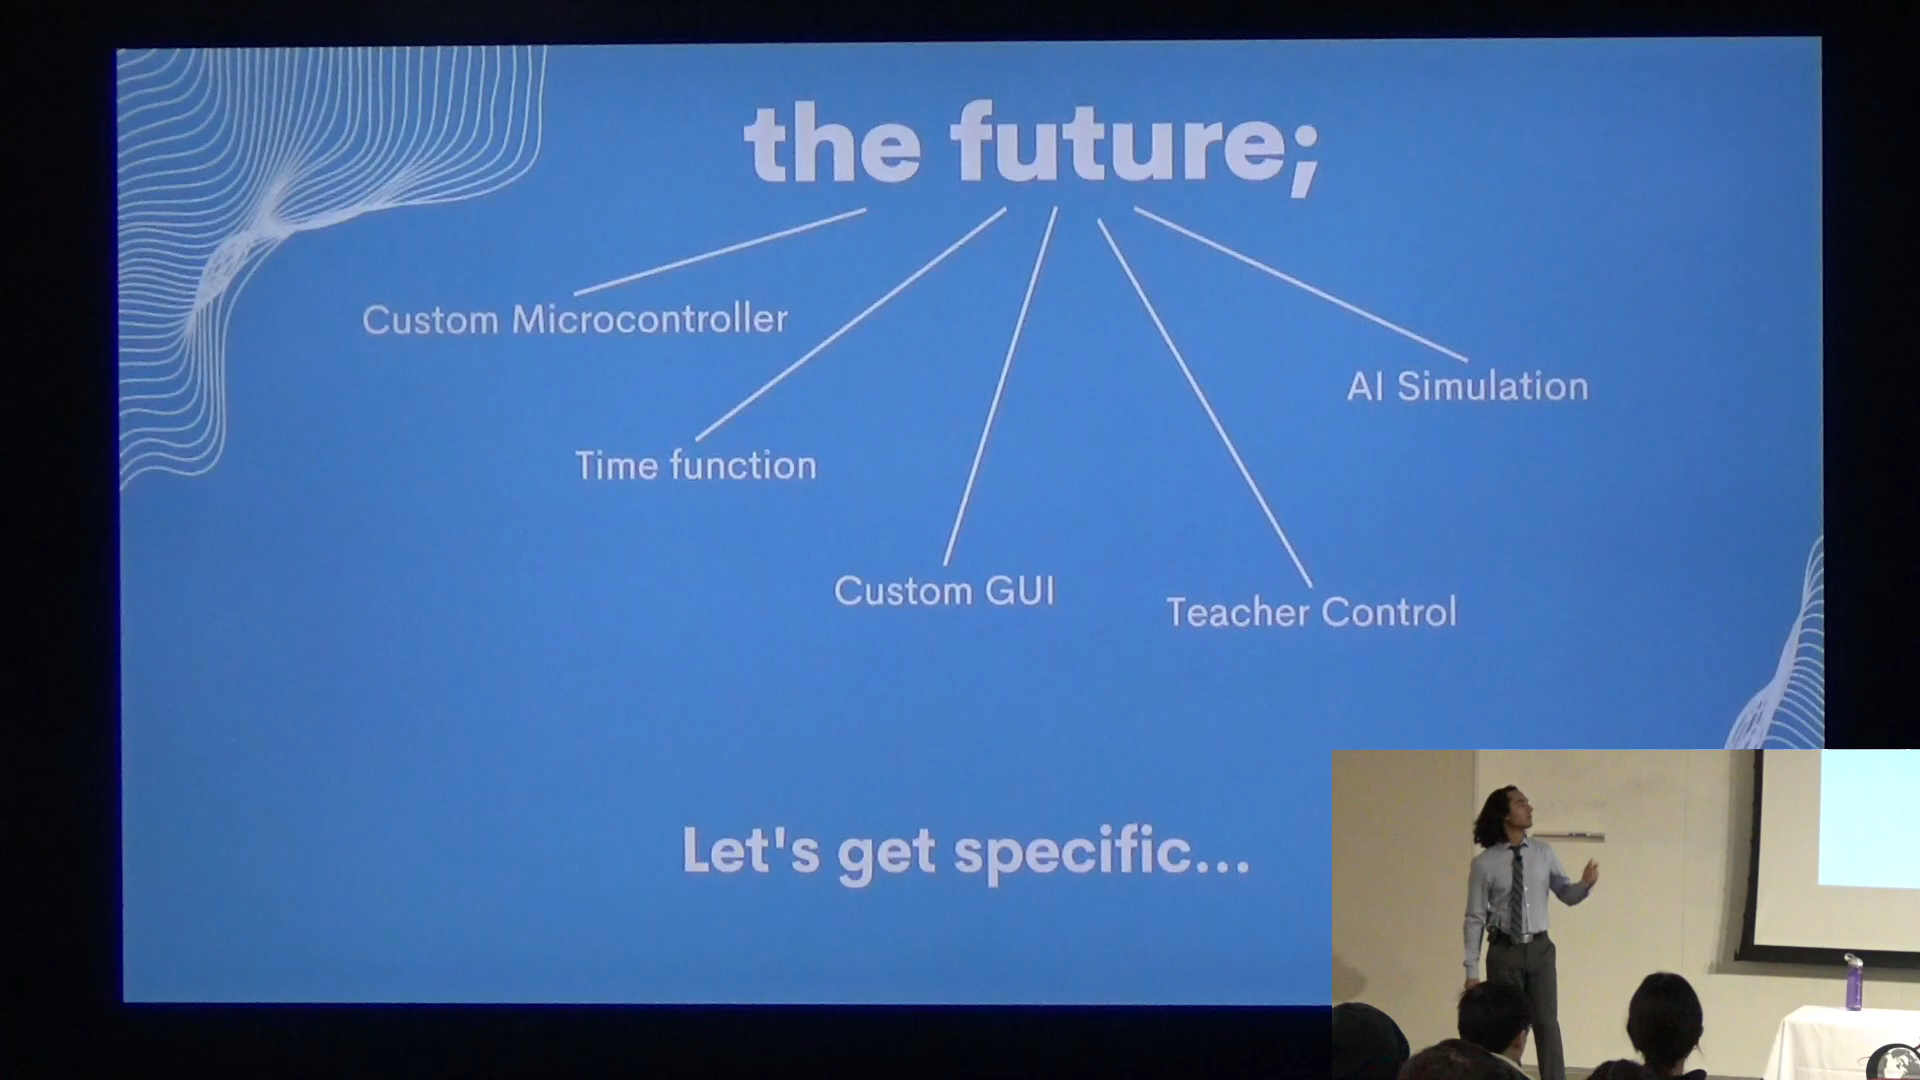 the future;
Custom Microcontroller
AI Simulation
Time function
Custom GUI
Teacher Control
Let's get specific...